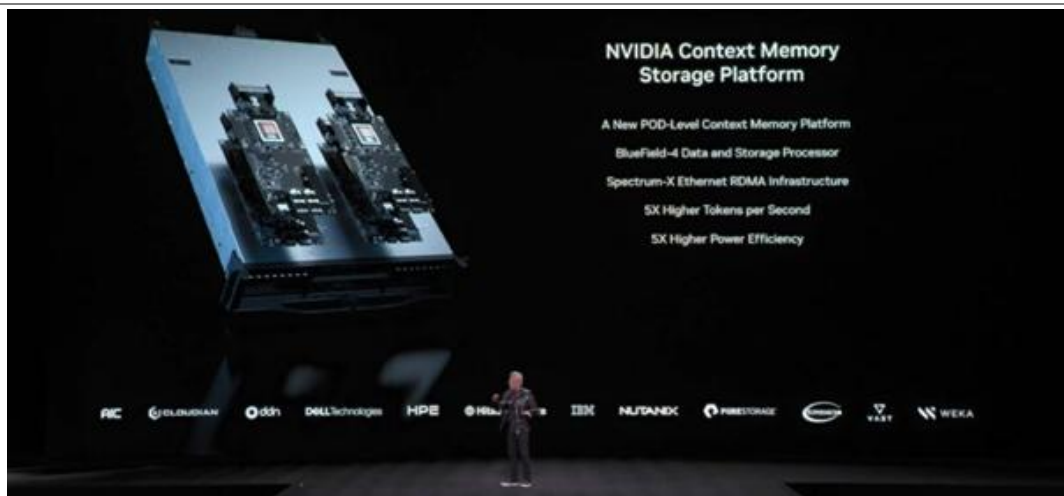 NVIDIA Context Memory
Storage Platform
A New POD-Level Context Memory Platform
BlueField-4 Data and Storage Processor
Spectrum-X Ethernet RDMA Infrastructure
5X Higher Tokens per Second
5X Higher Power Efficiency
AIC CLOUDIAN ddn DELLTechnologies HPE IBM NUTANIX PURESTORAGE SUPERMICRO VAST WEKA